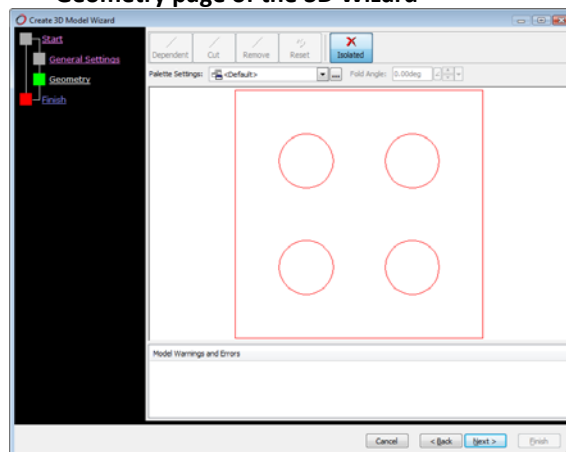 Geometry page of the 3D Wizard
Create 3D Model Wizard
Start
General Settings
Geometry
Finish
Dependent Cut Remove Reset Isolated
Palette Settings: <Default> ... Fold Angle: 0.00deg
Model Warnings and Errors
Cancel < Back Next > Finish